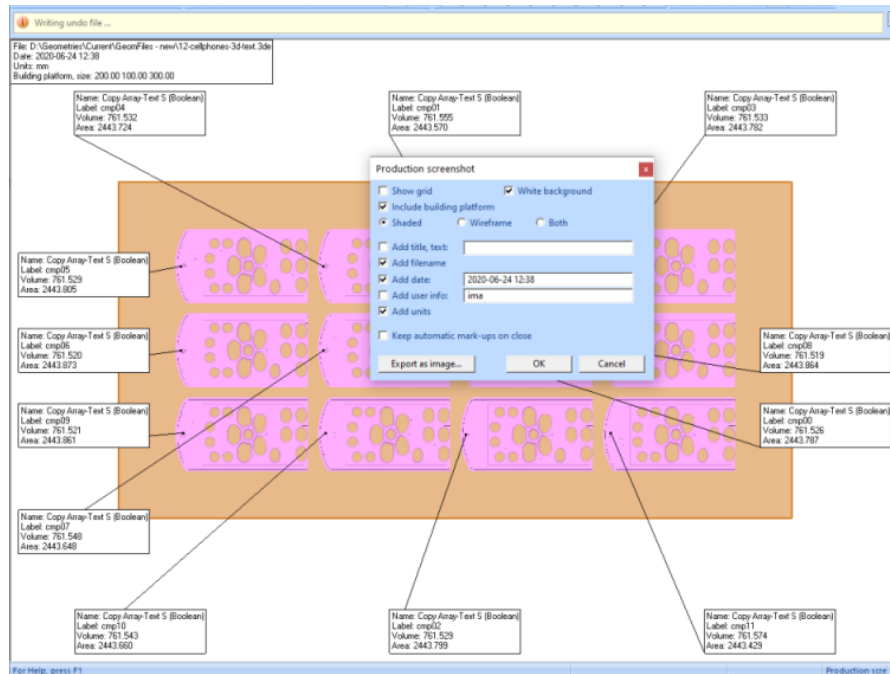 Writing undo file ...
File: D:\Geometries\Current\GeomFiles - new\12-cellphones-3d-text.3de
Date: 2020-06-24 12:38
Units: mm
Building platform, size: 200.00 100.00 300.00
Name: Copy Array-Text S (Boolean)
Label: cmp04
Volume: 761.532
Area: 2443.724
Name: Copy Array-Text S (Boolean)
Label: cmp01
Volume: 761.555
Area: 2443.570
Name: Copy Array-Text S (Boolean)
Label: cmp03
Volume: 761.533
Area: 2443.782
Production screenshot
x
Show grid
White background
Include building platform
Shaded
Wireframe
Both
Add title, text:
Add filename
Add date:
2020-06-24 12:38
Add user info:
ima
Add units
Keep automatic mark-ups on close
Export as image...
OK
Cancel
Name: Copy Array-Text S (Boolean)
Label: cmp05
Volume: 761.529
Area: 2443.805
Name: Copy Array-Text S (Boolean)
Label: cmp06
Volume: 761.520
Area: 2443.873
Name: Copy Array-Text S (Boolean)
Label: cmp08
Volume: 761.519
Area: 2443.864
Name: Copy Array-Text S (Boolean)
Label: cmp09
Volume: 761.521
Area: 2443.861
Name: Copy Array-Text S (Boolean)
Label: cmp00
Volume: 761.526
Area: 2443.787
Name: Copy Array-Text S (Boolean)
Label: cmp07
Volume: 761.548
Area: 2443.648
Name: Copy Array-Text S (Boolean)
Label: cmp10
Volume: 761.543
Area: 2443.660
Name: Copy Array-Text S (Boolean)
Label: cmp02
Volume: 761.529
Area: 2443.799
Name: Copy Array-Text S (Boolean)
Label: cmp11
Volume: 761.574
Area: 2443.429
For Help, press F1
Production scre